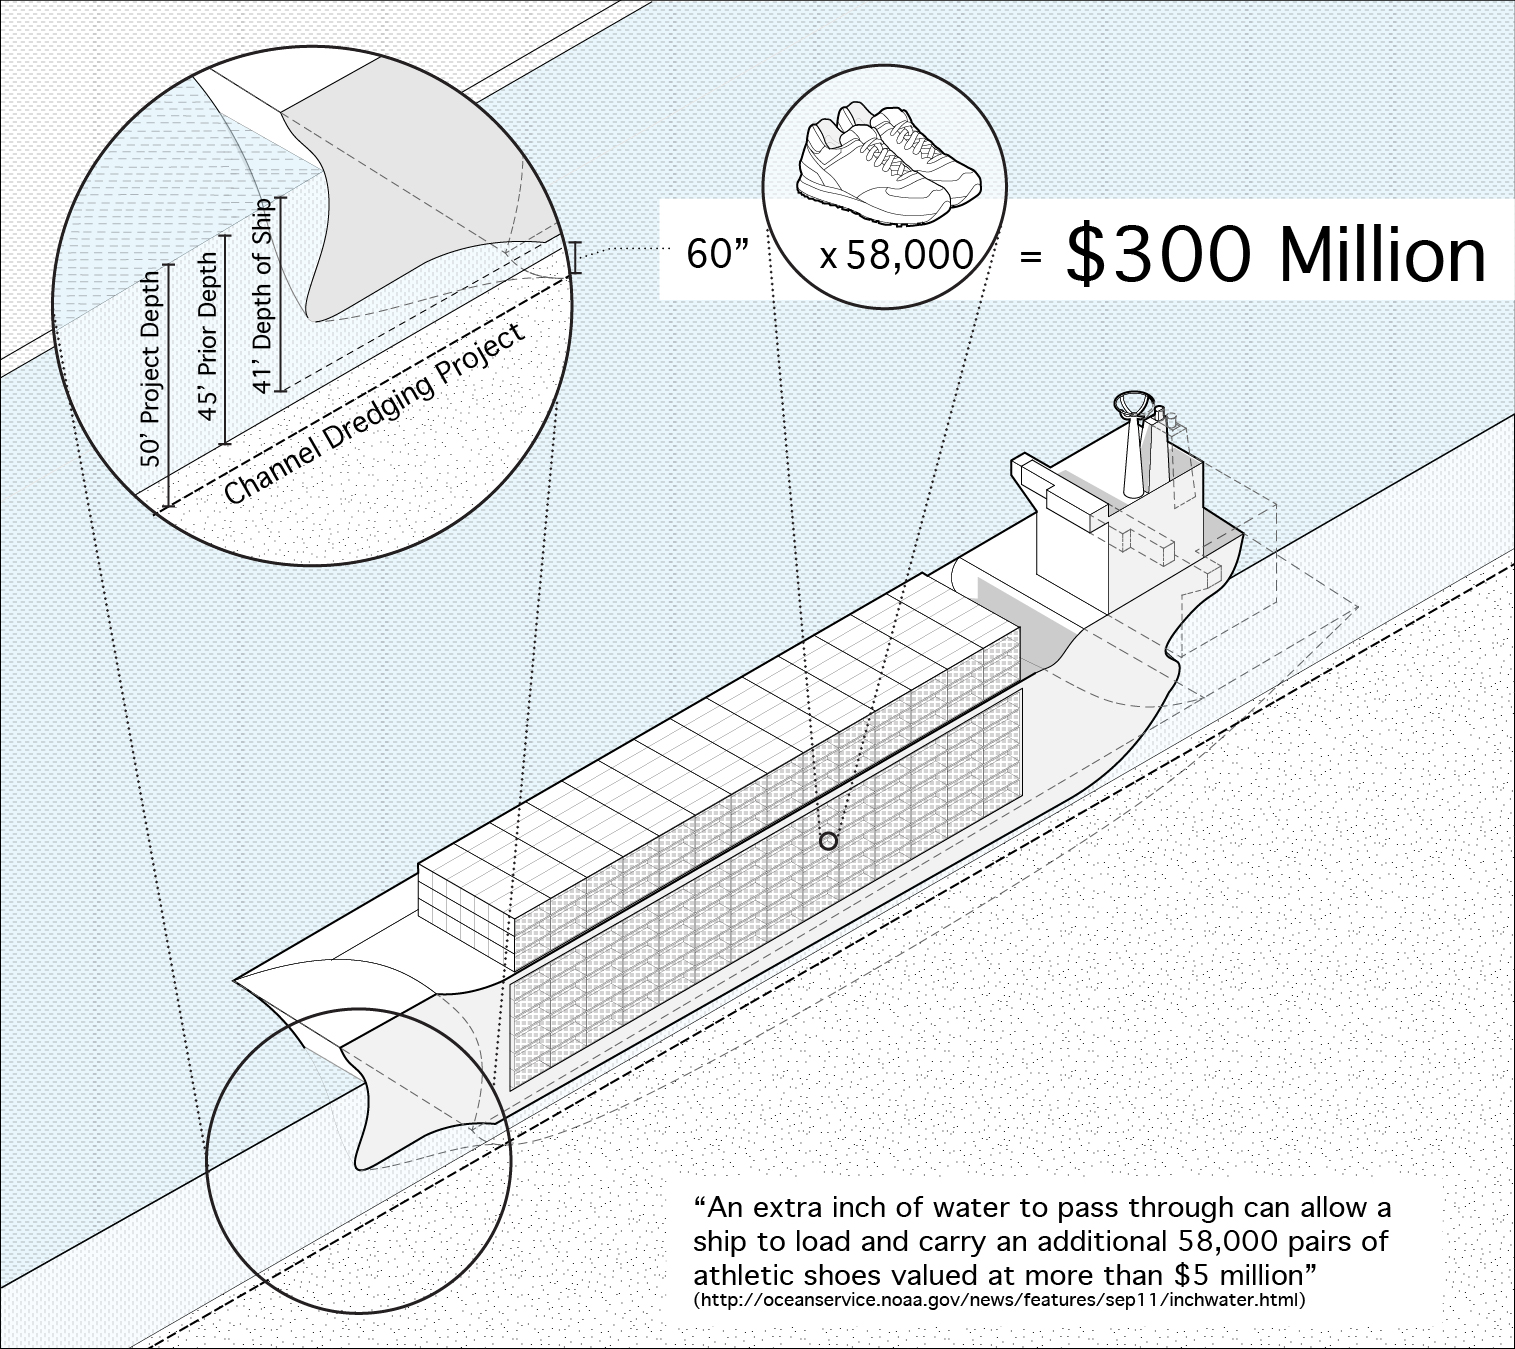 50’ Project Depth
45’ Prior Depth
41’ Depth of Ship
Channel Dredging Project
60” x 58,000 = $300 Million
“An extra inch of water to pass through can allow a
ship to load and carry an additional 58,000 pairs of
athletic shoes valued at more than $5 million”
(http://oceanservice.noaa.gov/news/features/sep11/inchwater.html)